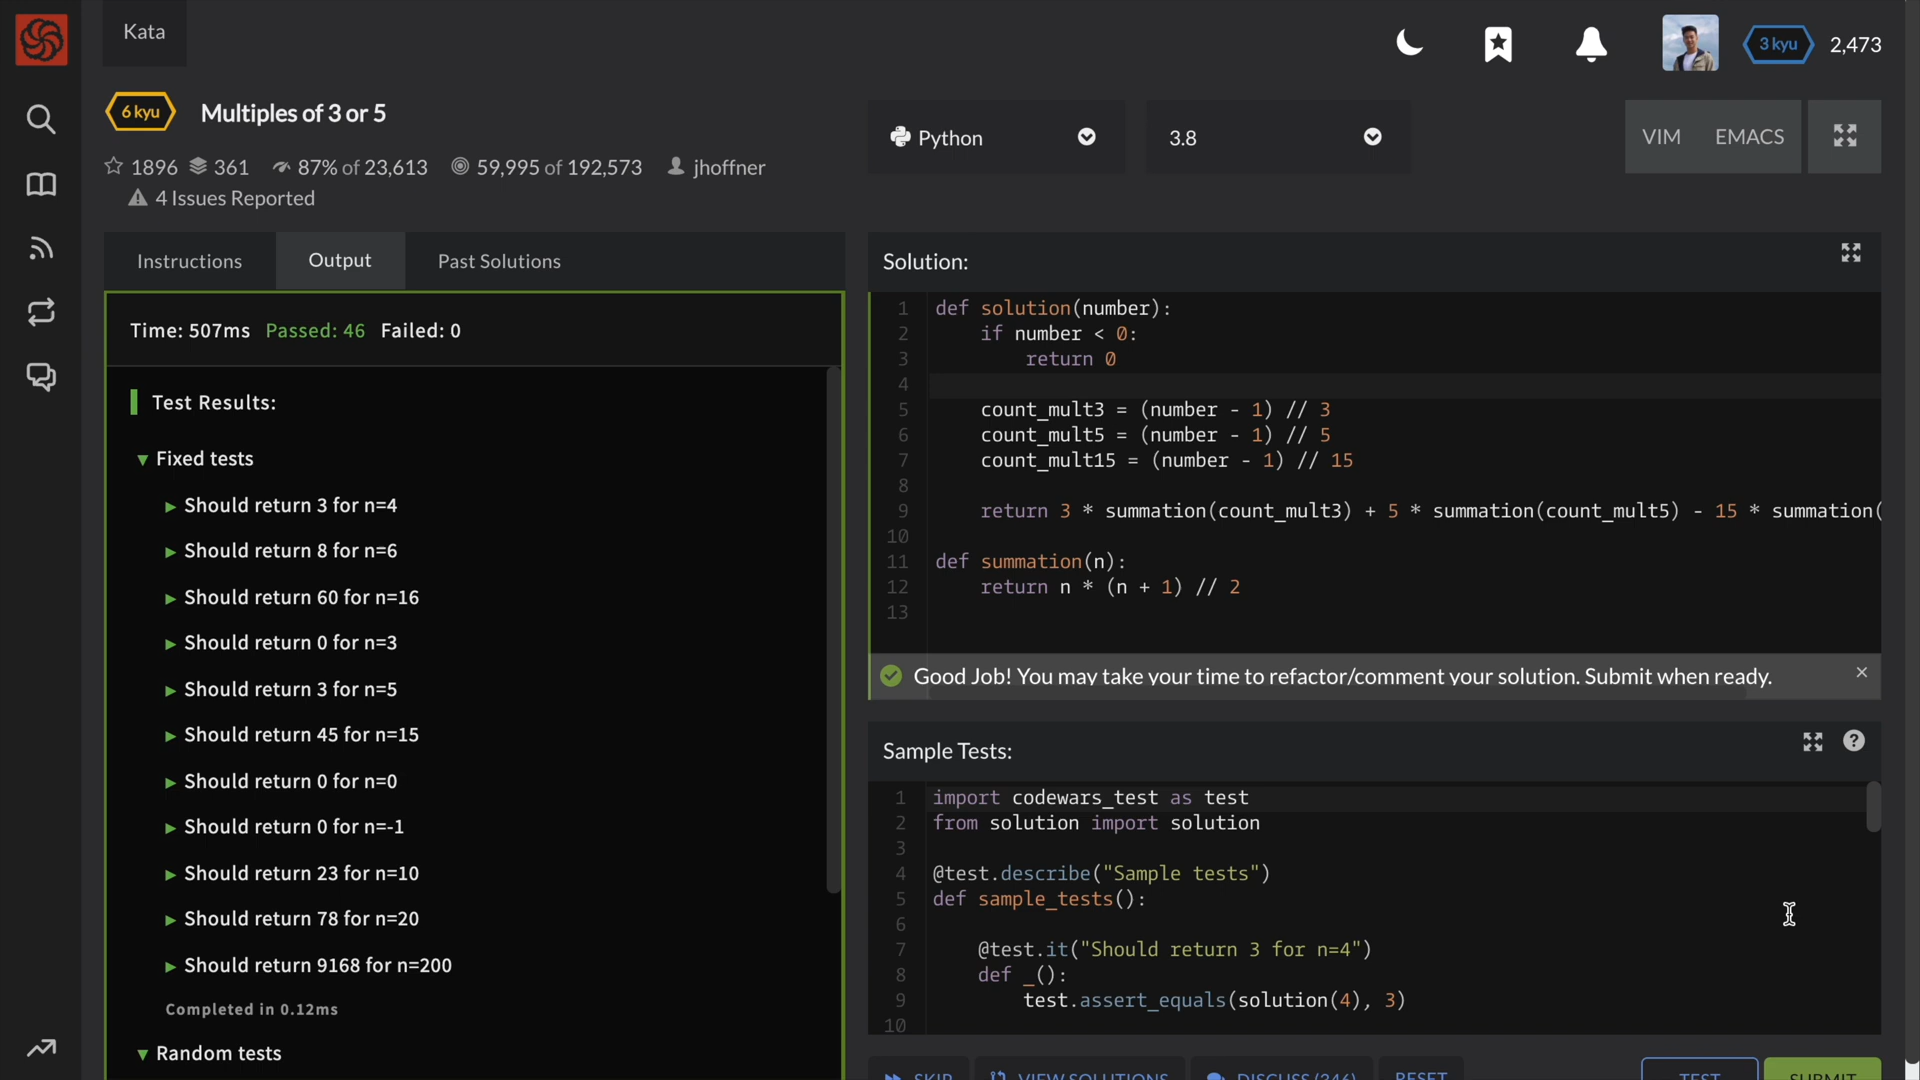 Kata
3 kyu 2,473
6 kyu Multiples of 3 or 5
1896 361 87% of 23,613 59,995 of 192,573 jhoffner
4 Issues Reported
Python
3.8
VIM EMACS
Instructions Output Past Solutions
Time: 507ms Passed: 46 Failed: 0
Test Results:
Fixed tests
Should return 3 for n=4
Should return 8 for n=6
Should return 60 for n=16
Should return 0 for n=3
Should return 3 for n=5
Should return 45 for n=15
Should return 0 for n=0
Should return 0 for n=-1
Should return 23 for n=10
Should return 78 for n=20
Should return 9168 for n=200
Completed in 0.12ms
Random tests
Solution:
1 def solution(number):
2 if number < 0:
3 return 0
4
5 count_mult3 = (number - 1) // 3
6 count_mult5 = (number - 1) // 5
7 count_mult15 = (number - 1) // 15
8
9 return 3 * summation(count_mult3) + 5 * summation(count_mult5) - 15 * summation(
10
11 def summation(n):
12 return n * (n + 1) // 2
13
Good Job! You may take your time to refactor/comment your solution. Submit when ready.
Sample Tests:
1 import codewars_test as test
2 from solution import solution
3
4 @test.describe("Sample tests")
5 def sample_tests():
6
7 @test.it("Should return 3 for n=4")
8 def _():
9 test.assert_equals(solution(4), 3)
10
SKIP VIEW SOLUTIONS DISCUSS (346) RESET TEST SUBMIT